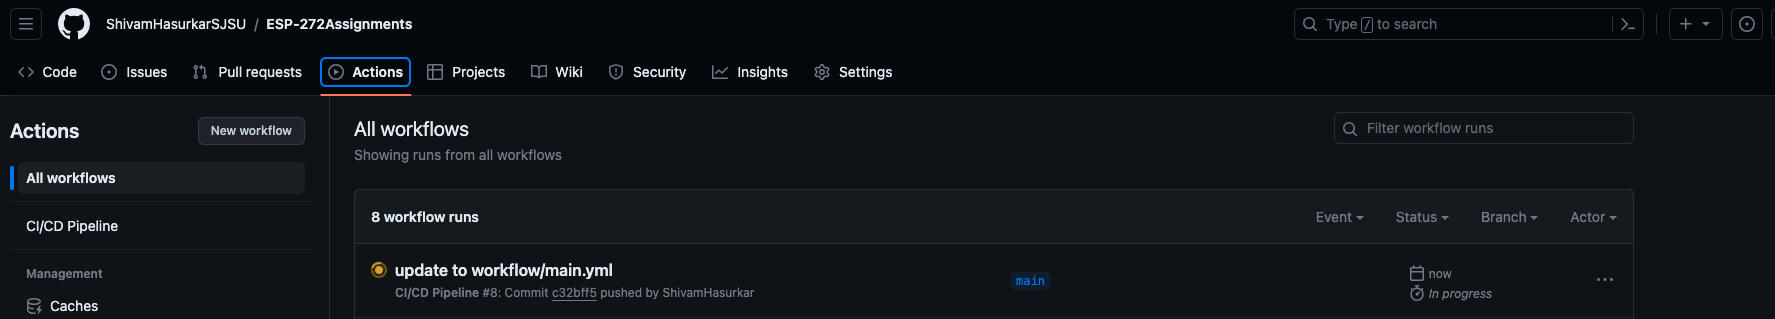 ShivamHasurkarSJSU / ESP-272Assignments
Type / to search
Code Issues Pull requests Actions Projects Wiki Security Insights Settings
Actions
New workflow
All workflows
CI/CD Pipeline
Management
Caches
All workflows
Showing runs from all workflows
Filter workflow runs
8 workflow runs
Event Status Branch Actor
update to workflow/main.yml
CI/CD Pipeline #8: Commit c32bff5 pushed by ShivamHasurkar
main
now
In progress